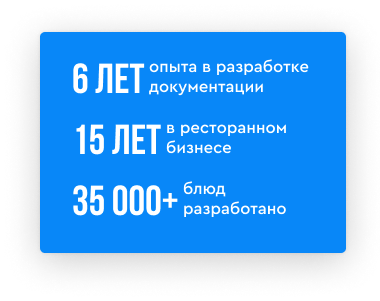 6 ЛЕТ опыта в разработке
документации
15 ЛЕТ в ресторанном
бизнесе
35 000+ блюд
разработано